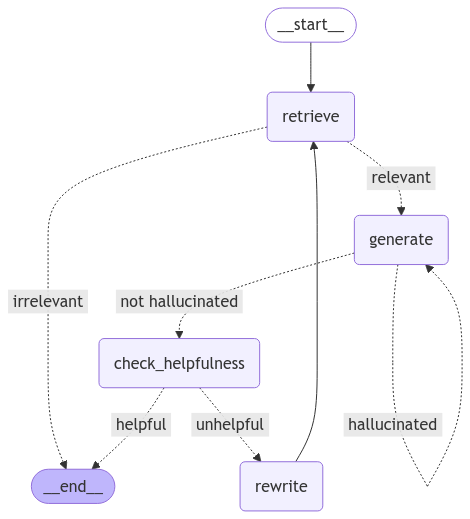 __start__
retrieve
relevant
generate
irrelevant
not hallucinated
check_helpfulness
helpful
unhelpful
hallucinated
__end__
rewrite